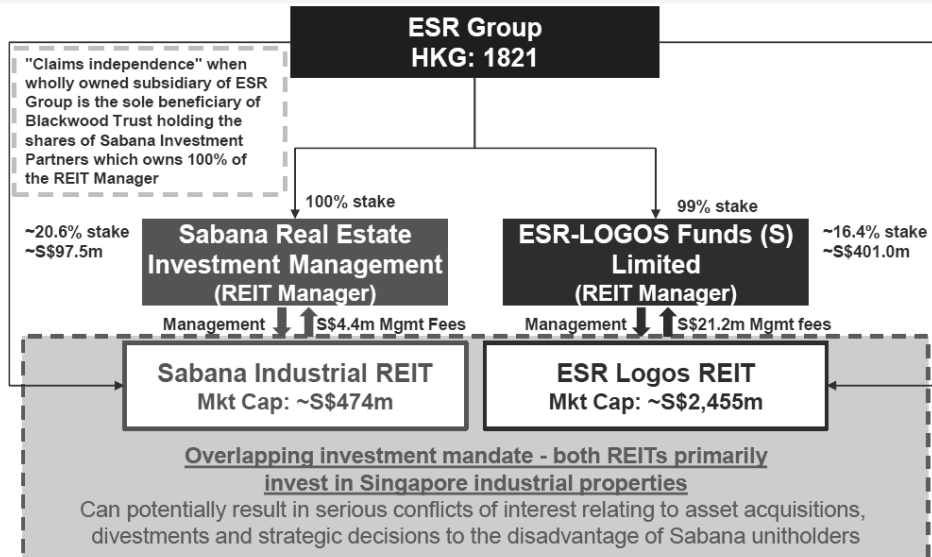 ESR Group
HKG: 1821
"Claims independence" when
wholly owned subsidiary of ESR
Group is the sole beneficiary of
Blackwood Trust holding the
shares of Sabana Investment
Partners which owns 100% of
the REIT Manager
100% stake
99% stake
~20.6% stake
~S$97.5m
Sabana Real Estate
Investment Management
(REIT Manager)
ESR-LOGOS Funds (S)
Limited
(REIT Manager)
~16.4% stake
~S$401.0m
Management
S$4.4m Mgmt Fees
Management
S$21.2m Mgmt fees
Sabana Industrial REIT
Mkt Cap: ~S$474m
ESR Logos REIT
Mkt Cap: ~S$2,455m
Overlapping investment mandate - both REITs primarily
invest in Singapore industrial properties
Can potentially result in serious conflicts of interest relating to asset acquisitions,
divestments and strategic decisions to the disadvantage of Sabana unitholders